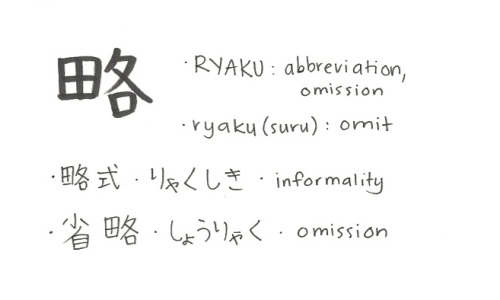 略
・RYAKU: abbreviation,
omission
・ryaku (suru): omit
・略式・りゃくしき・informality
・省略・しょうりゃく・omission